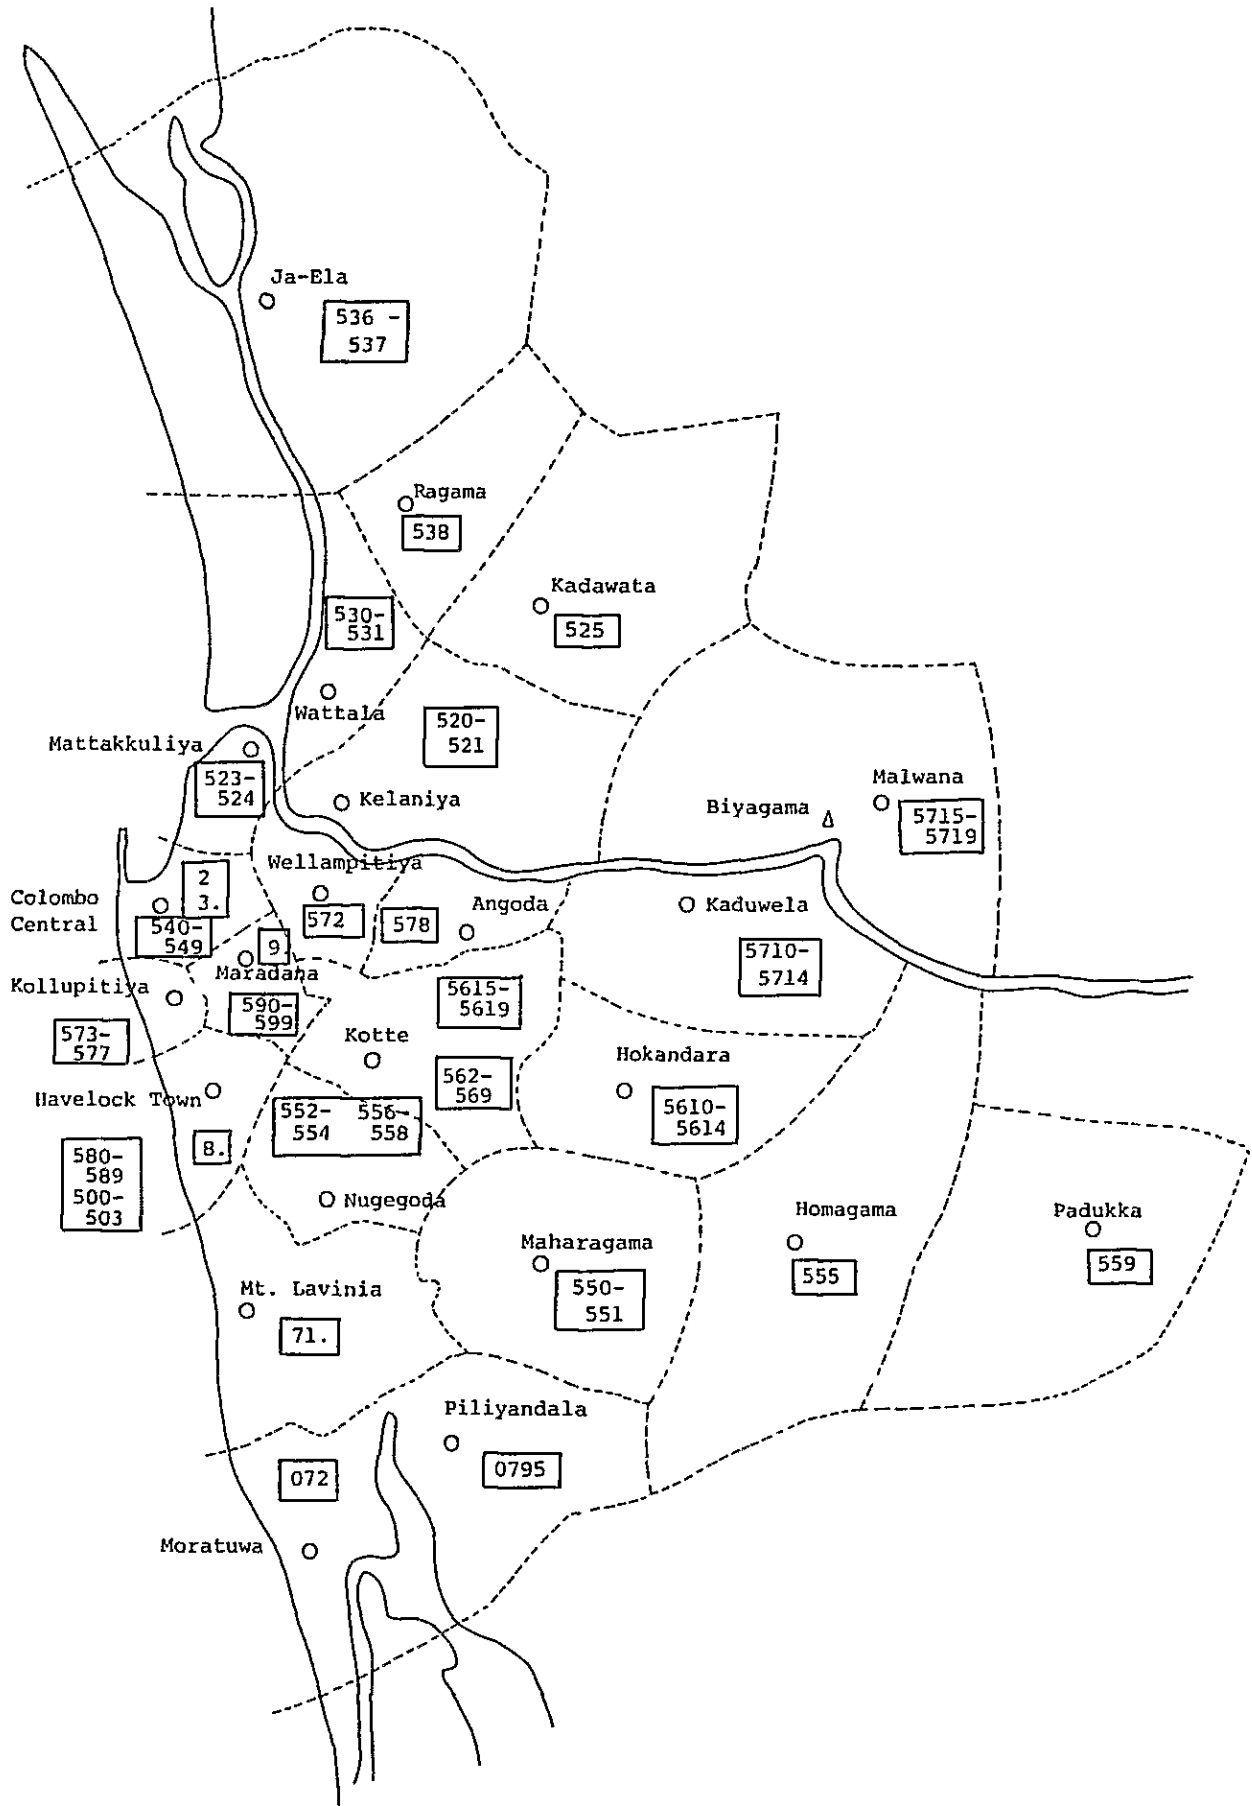 Ja-Ela
536 -
537
Ragama
538
Kadawata
525
530-
531
Wattala
520-
521
Mattakkuliya
523-
524
Kelaniya
Malwana
5715-
5719
Biyagama
Wellampitiya
572
2
3.
Colombo
Central
540-
549
578
Angoda
Kaduwela
5710-
5714
9.
Maradana
590-
599
Kollupitiya
573-
577
5615-
5619
Kotte
562-
569
Hokandara
5610-
5614
Havelock Town
8.
580-
589
500-
503
552- 556-
554 558
Nugegoda
Maharagama
550-
551
Homagama
555
Padukka
559
Mt. Lavinia
71.
Piliyandala
0795
072
Moratuwa